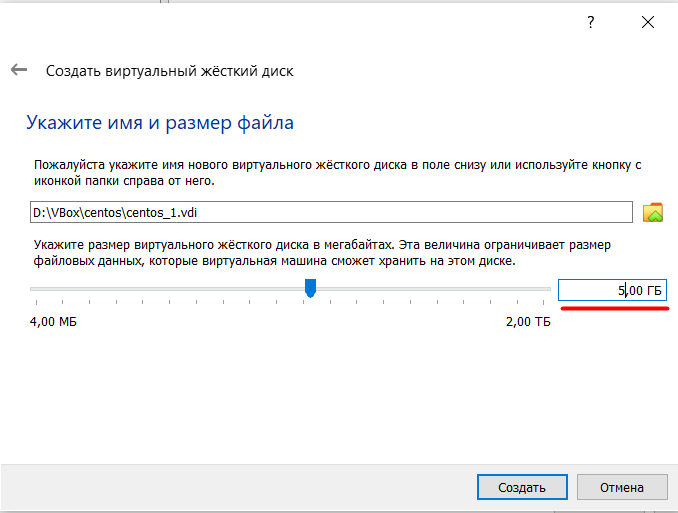 ?
Создать виртуальный жёсткий диск
Укажите имя и размер файла
Пожалуйста укажите имя нового виртуального жёсткого диска в поле снизу или используйте кнопку с
иконкой папки справа от него.
D:\VBox\centos\centos_1.vdi
Укажите размер виртуального жёсткого диска в мегабайтах. Эта величина ограничивает размер
файловых данных, которые виртуальная машина сможет хранить на этом диске.
5,00 ГБ
4,00 МБ 2,00 ТБ
Создать Отмена